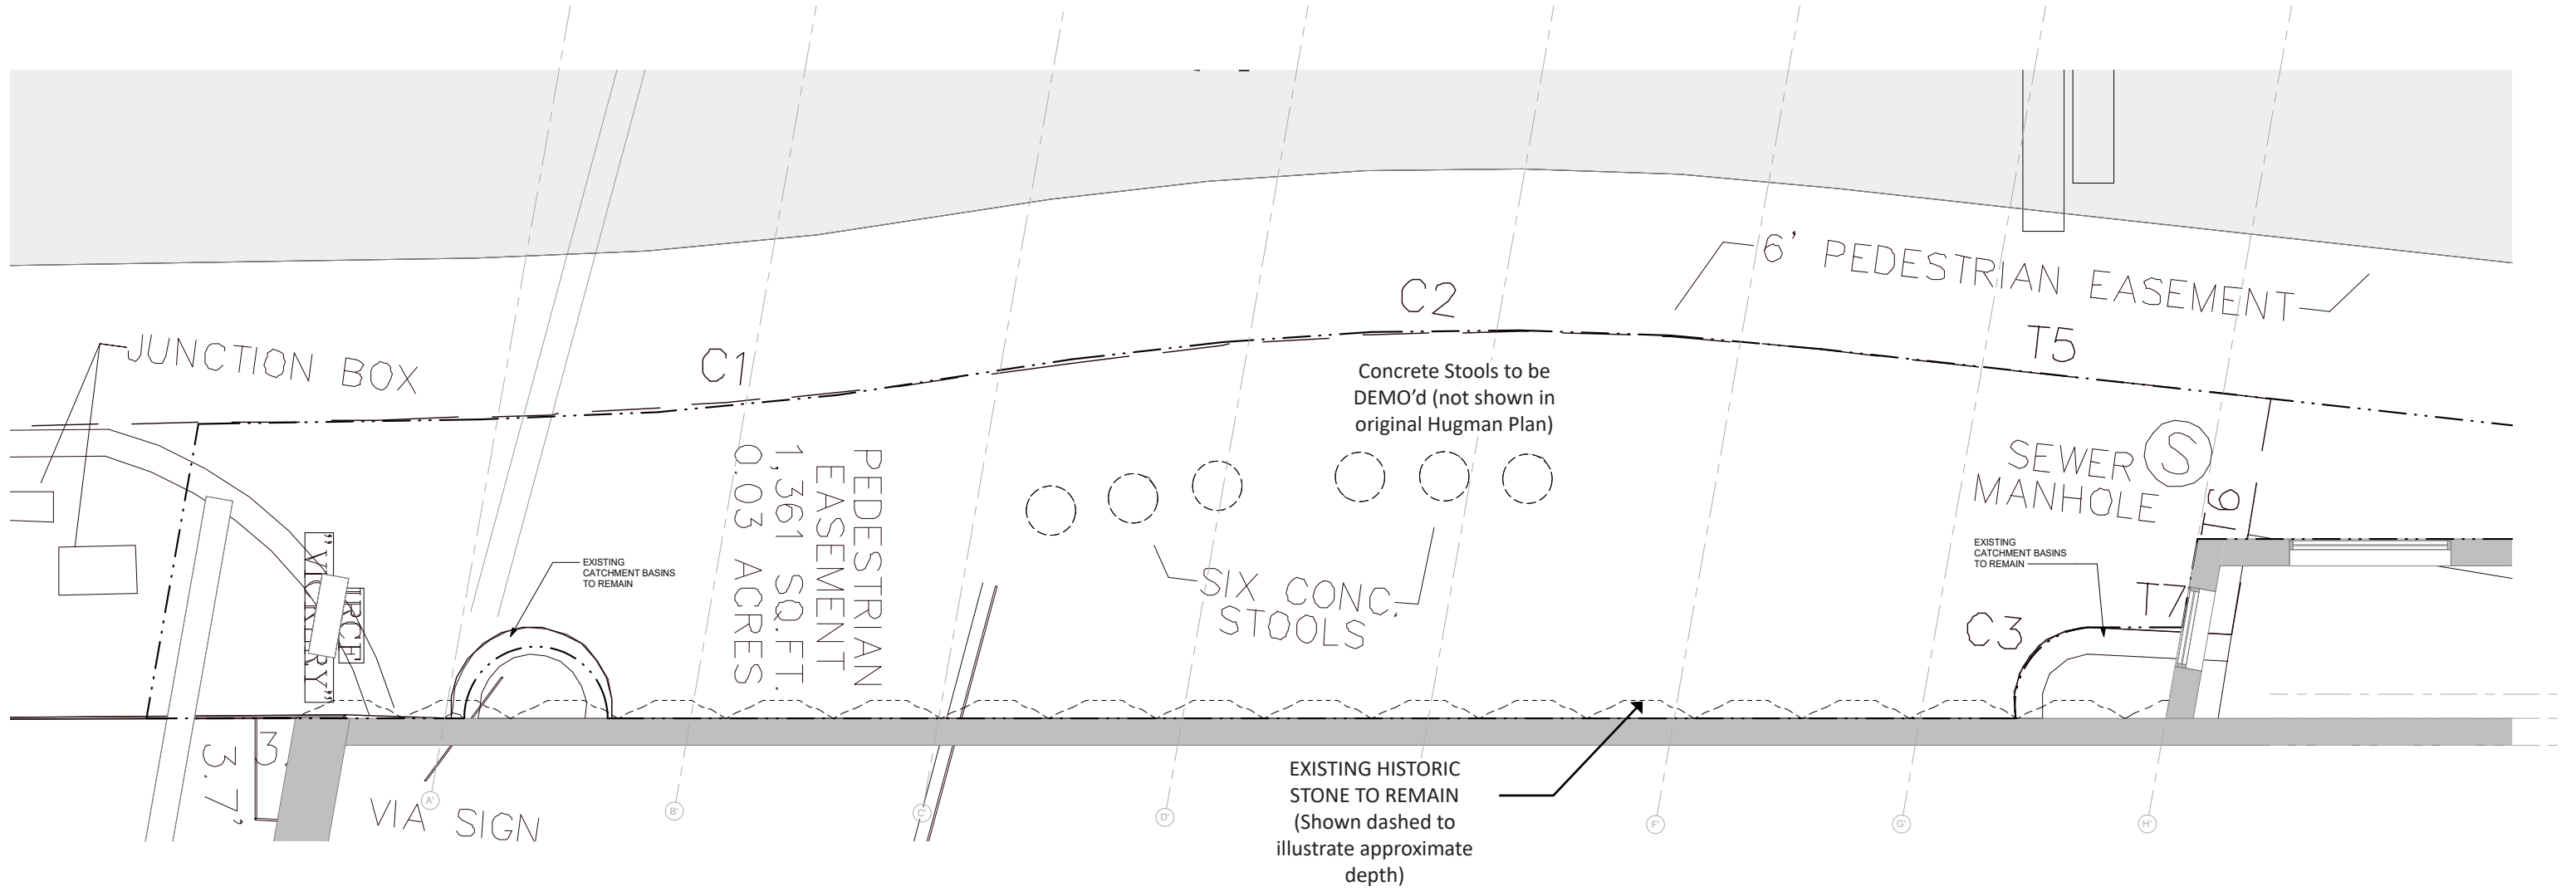 6' PEDESTRIAN EASEMENT
C2
T5
C1
JUNCTION BOX
Concrete Stools to be
DEMO'd (not shown in
original Hugman Plan)
PEDESTRIAN
EASEMENT
1,361 SQ.FT.
0.03 ACRES
SEWER
MANHOLE
S
T6
EXISTING
CATCHMENT BASINS
TO REMAIN
EXISTING
CATCHMENT BASINS
TO REMAIN
SIX CONC.
STOOLS
T7
C3
3.7'
VIA SIGN
EXISTING HISTORIC
STONE TO REMAIN
(Shown dashed to
illustrate approximate
depth)
A'
B'
C'
D'
F'
G'
H'